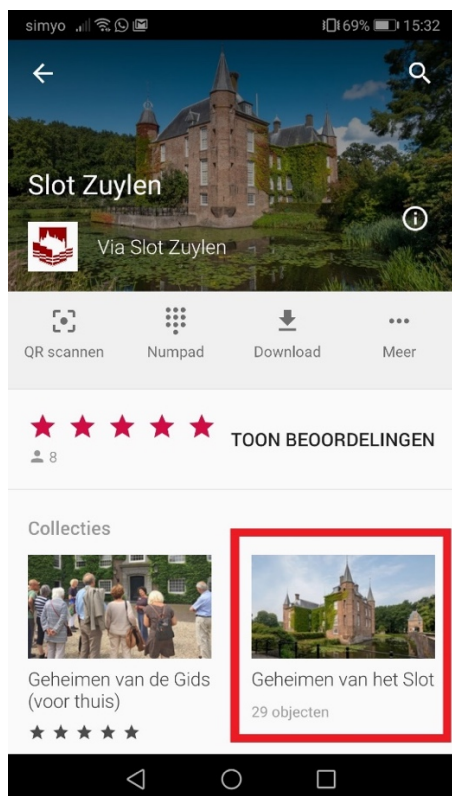 simyo 69% 15:32
Slot Zuylen
Via Slot Zuylen
QR scannen Numpad Download Meer
TOON BEOORDELINGEN
8
Collecties
Geheimen van de Gids
(voor thuis)
Geheimen van het Slot
29 objecten